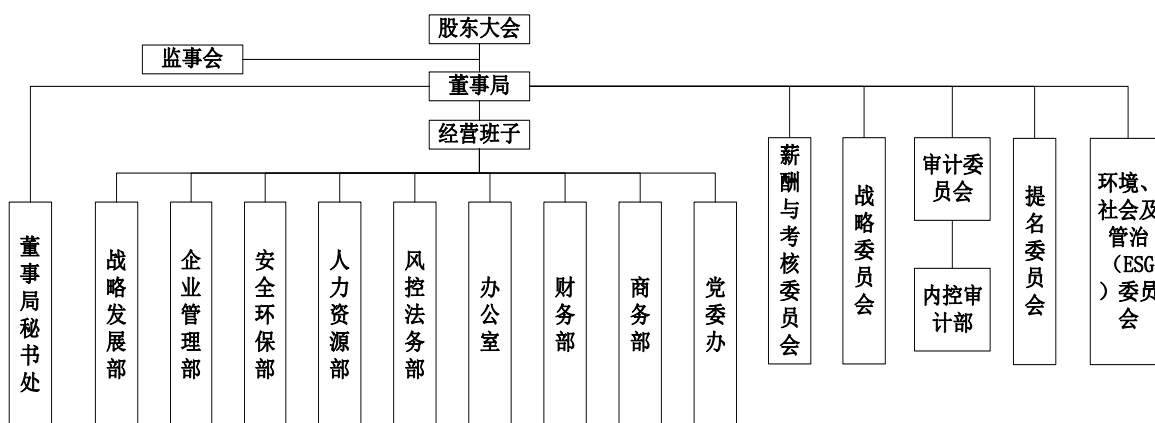 股东大会
监事会
董事局
经营班子
董事局秘书处
战略发展部
企业管理部
安全环保部
人力资源部
风控法务部
办公室
财务部
商务部
党委办
薪酬与考核委员会
战略委员会
审计委
员会
内控审
计部
提名委员会
环境、
社会及
管治
（ESG
）委员
会